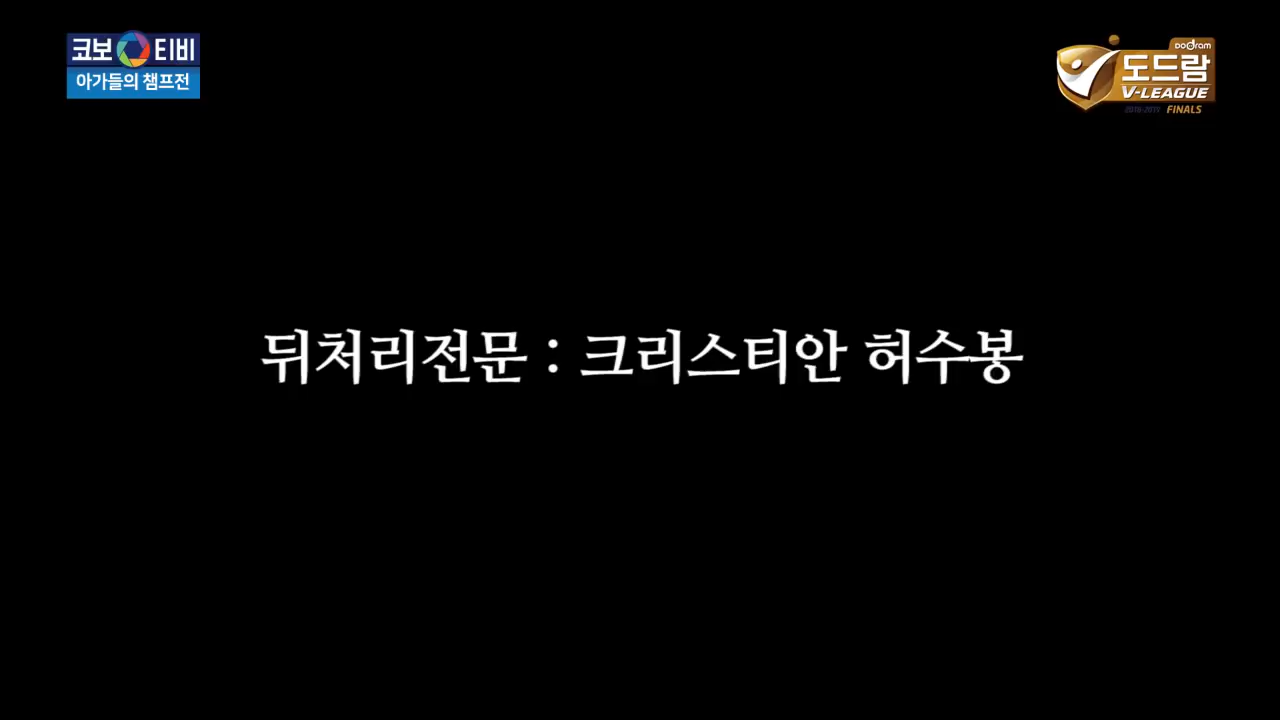 코보티비
아가들의 챔프전
DODRAM
도드람
V-LEAGUE
FINALS
뒤처리전문 : 크리스티안 허수봉